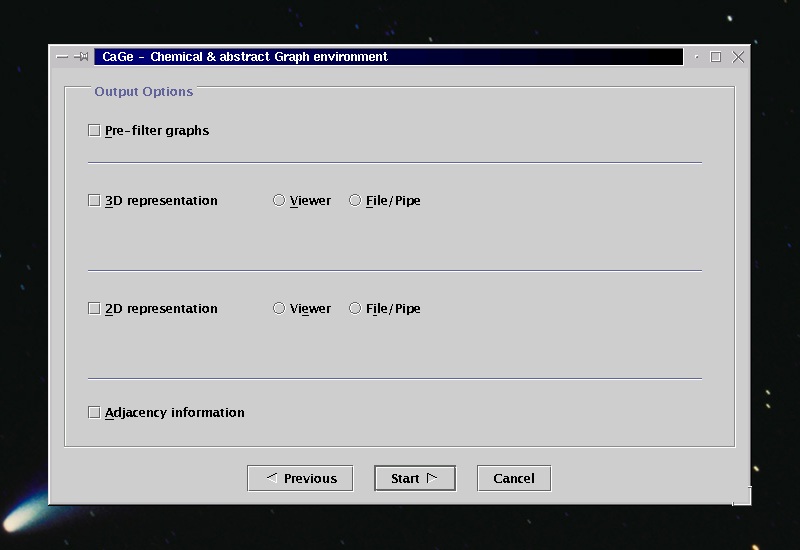 CaGe - Chemical & abstract Graph environment
Output Options
Pre-filter graphs
3D representation Viewer File/Pipe
2D representation Viewer File/Pipe
Adjacency information
Previous Start Cancel